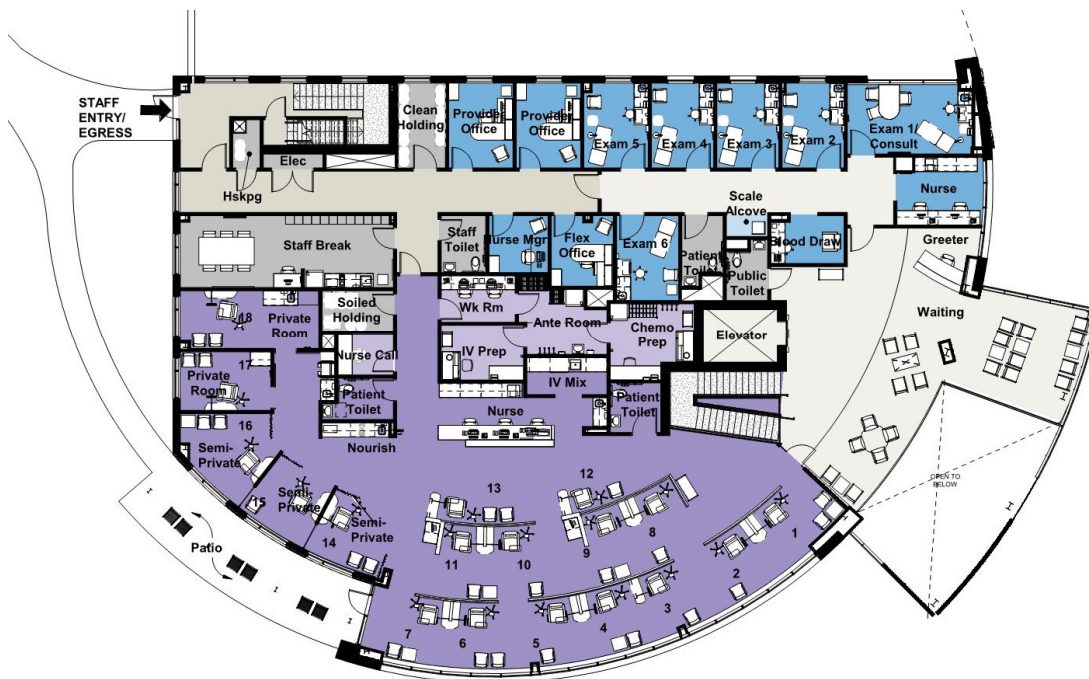 STAFF
ENTRY/
EGRESS
Clean
Holding
Provider
Office
Provider
Office
Exam 5
Exam 4
Exam 3
Exam 2
Exam 1/
Consult
Elec
Hskpg
Scale
Alcove
Nurse
Staff Break
Staff
Toilet
Nurse Mgr
Flex
Office
Exam 6
Patient
Toilet
Public
Toilet
Blood Draw
Greeter
18
Private
Room
Soiled
Holding
Wk Rm
Ante Room
Chemo
Prep
Elevator
Waiting
17
Private
Room
Nurse Call
IV Prep
IV Mix
Patient
Toilet
Patient
Toilet
16
Semi-
Private
Nourish
Nurse
15
Semi-
Private
14
Semi-
Private
13
12
11
10
9
8
1
2
3
4
5
6
7
Patio
OPEN TO
BELOW